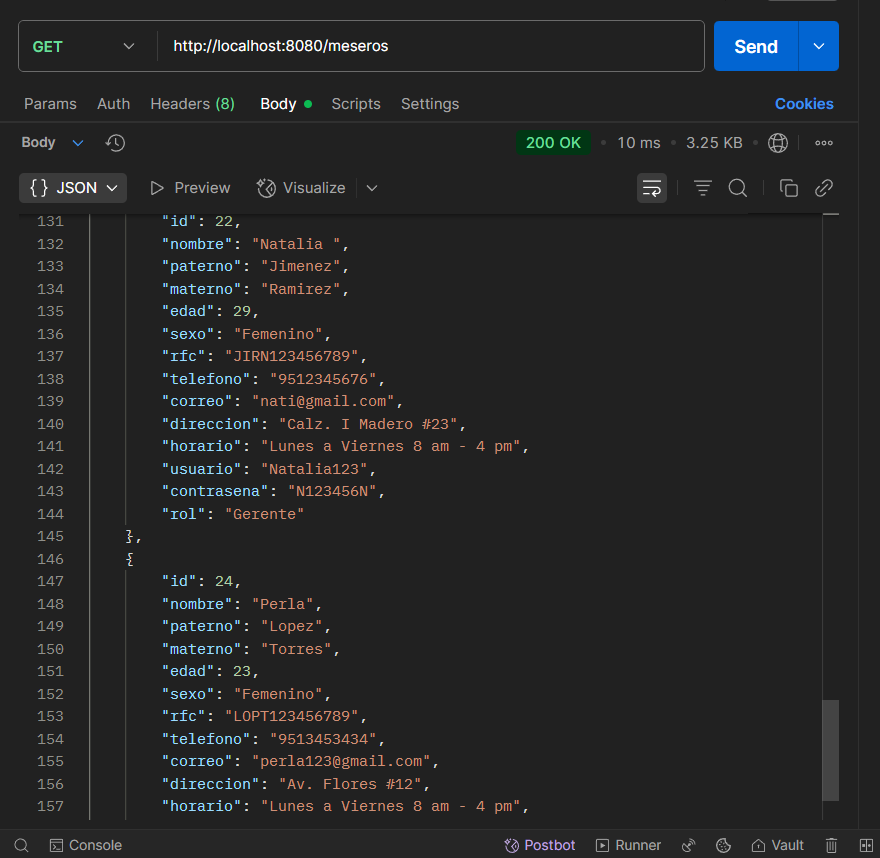 GET http://localhost:8080/meseros Send
Params Auth Headers (8) Body Scripts Settings Cookies
Body 200 OK 10 ms 3.25 KB
{} JSON Preview Visualize
131 "id": 22,
132 "nombre": "Natalia ",
133 "paterno": "Jimenez",
134 "materno": "Ramirez",
135 "edad": 29,
136 "sexo": "Femenino",
137 "rfc": "JIRN123456789",
138 "telefono": "9512345676",
139 "correo": "nati@gmail.com",
140 "direccion": "Calz. I Madero #23",
141 "horario": "Lunes a Viernes 8 am - 4 pm",
142 "usuario": "Natalia123",
143 "contrasena": "N123456N",
144 "rol": "Gerente"
145 },
146 {
147 "id": 24,
148 "nombre": "Perla",
149 "paterno": "Lopez",
150 "materno": "Torres",
151 "edad": 23,
152 "sexo": "Femenino",
153 "rfc": "LOPT123456789",
154 "telefono": "9513453434",
155 "correo": "perla123@gmail.com",
156 "direccion": "Av. Flores #12",
157 "horario": "Lunes a Viernes 8 am - 4 pm",
Console Postbot Runner Vault